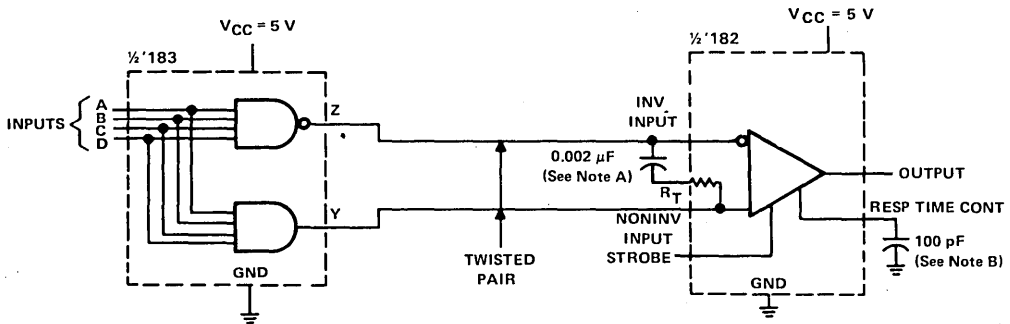 VCC = 5 V
½'183
INPUTS
A
B
C
D
Z
Y
GND
TWISTED
PAIR
VCC = 5 V
½'182
INV
INPUT
0.002 µF
(See Note A)
RT
NONINV
INPUT
STROBE
OUTPUT
RESP TIME CONT
100 pF
(See Note B)
GND